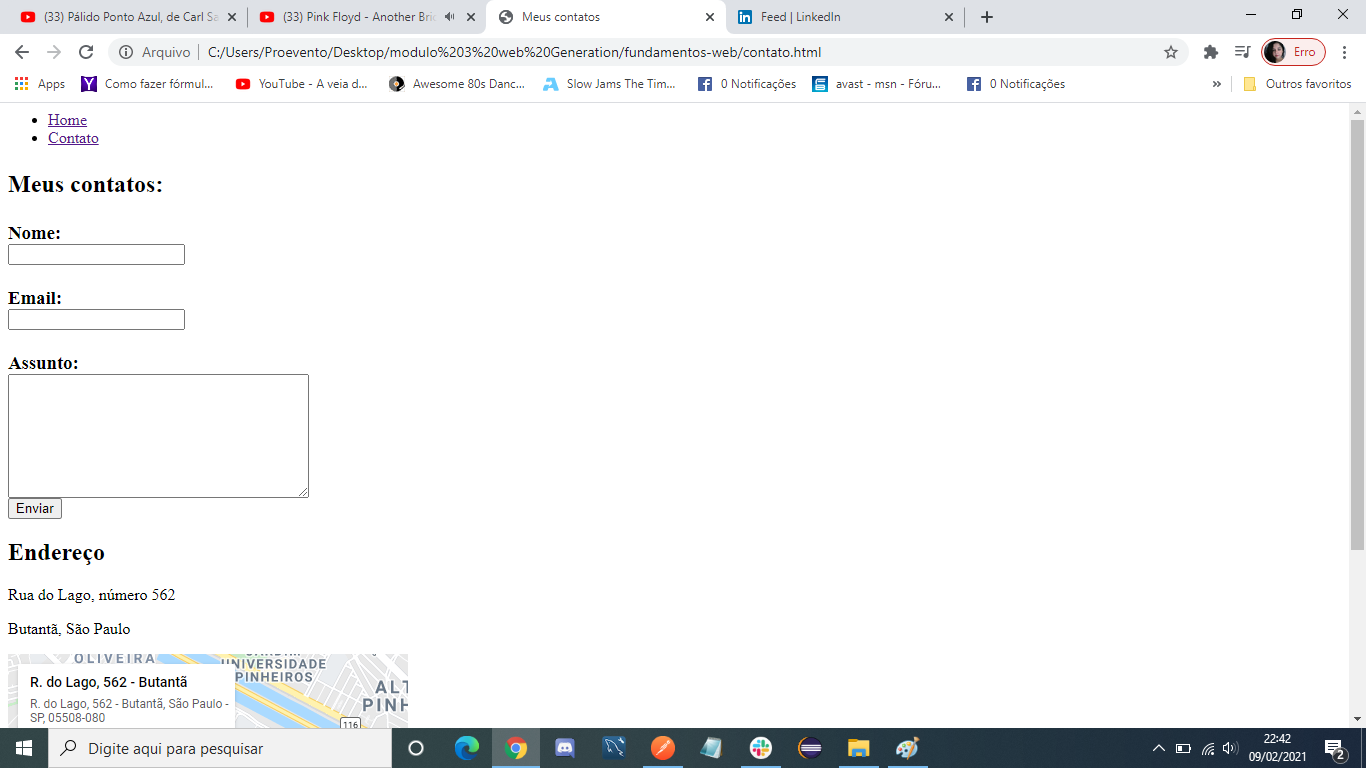 (33) Pálido Ponto Azul, de Carl Sa
(33) Pink Floyd - Another Bri
Meus contatos
Feed | LinkedIn
Arquivo
C:/Users/Proevento/Desktop/modulo%203%20web%20Generation/fundamentos-web/contato.html
Erro
Apps
Como fazer fórmul...
YouTube - A veia d...
Awesome 80s Danc...
Slow Jams The Tim...
0 Notificações
avast - msn - Fóru...
0 Notificações
»
Outros favoritos
Home
Contato
Meus contatos:
Nome:
Email:
Assunto:
Enviar
Endereço
Rua do Lago, número 562
Butantã, São Paulo
OLIVEIRA
JARDIM
UNIVERSIDADE
PINHEIROS
ALT
PINH
116
R. do Lago, 562 - Butantã
R. do Lago, 562 - Butantã, São Paulo -
SP, 05508-080
Digite aqui para pesquisar
22:42
09/02/2021
2